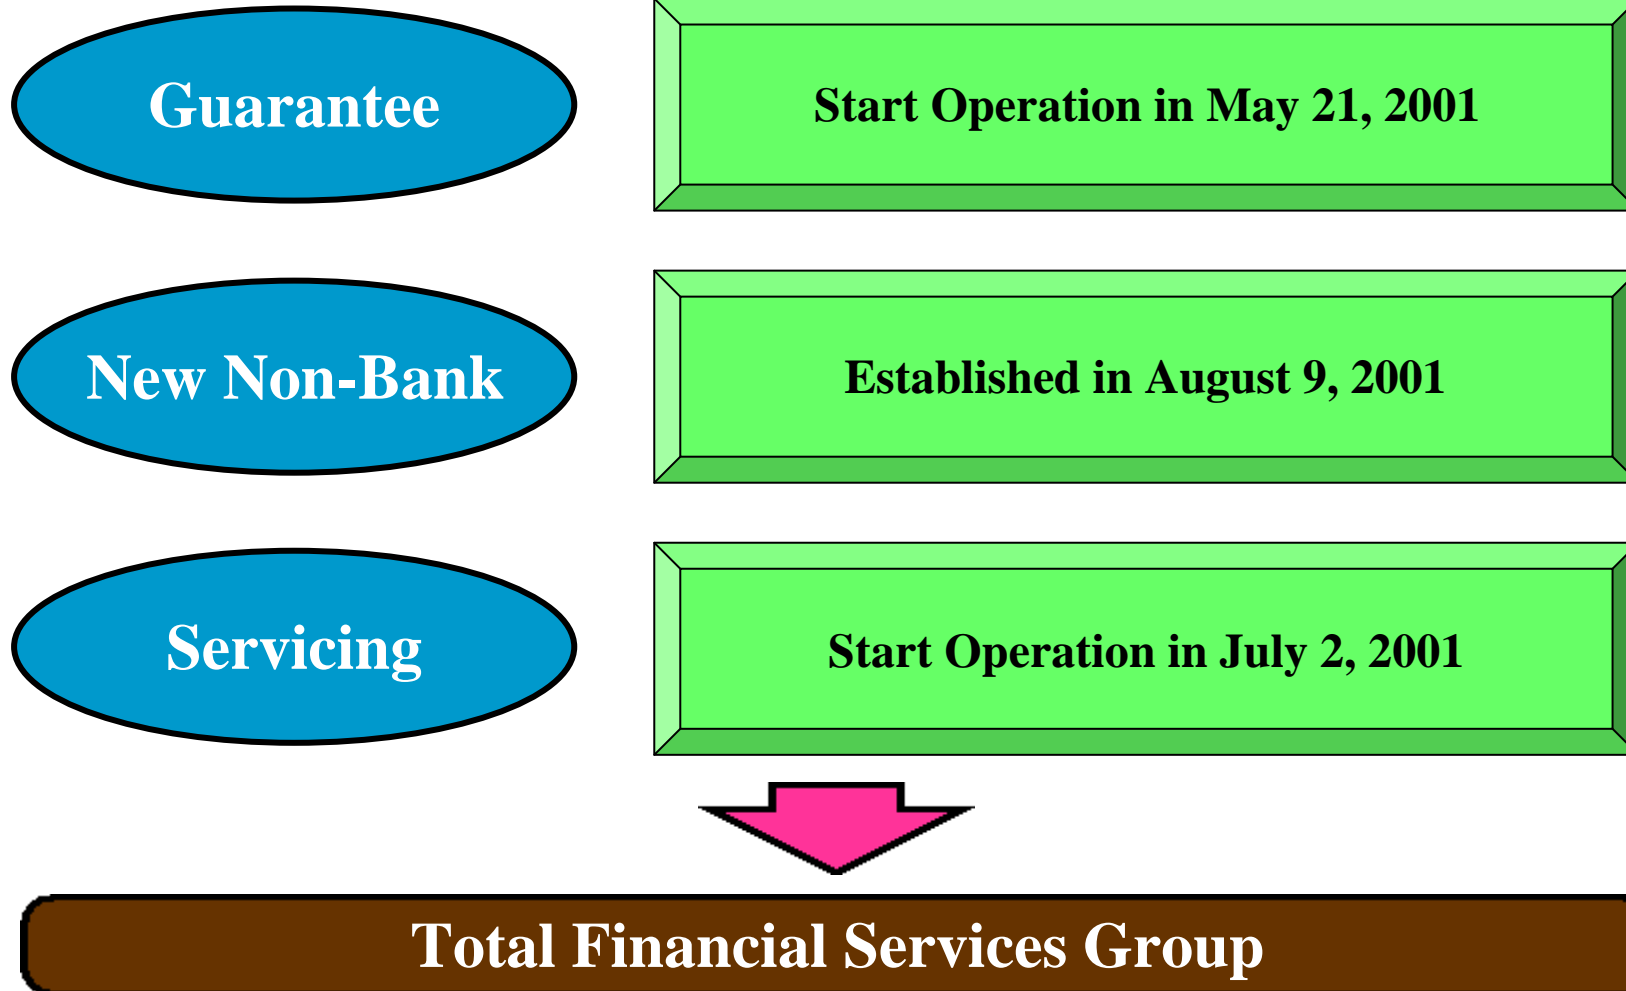 Guarantee
Start Operation in May 21, 2001
New Non-Bank
Established in August 9, 2001
Servicing
Start Operation in July 2, 2001
Total Financial Services Group